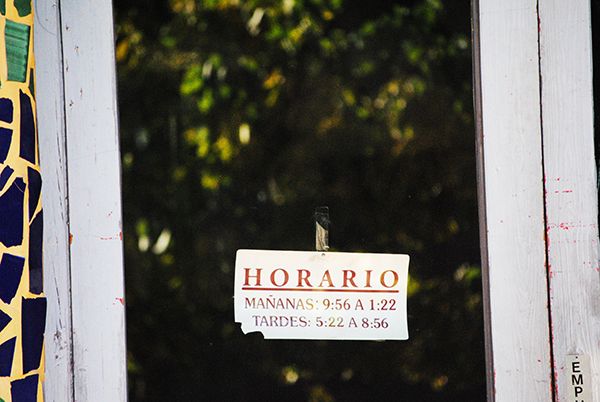 HORARIO
MAÑANAS: 9:56 A 1:22
TARDES: 5:22 A 8:56